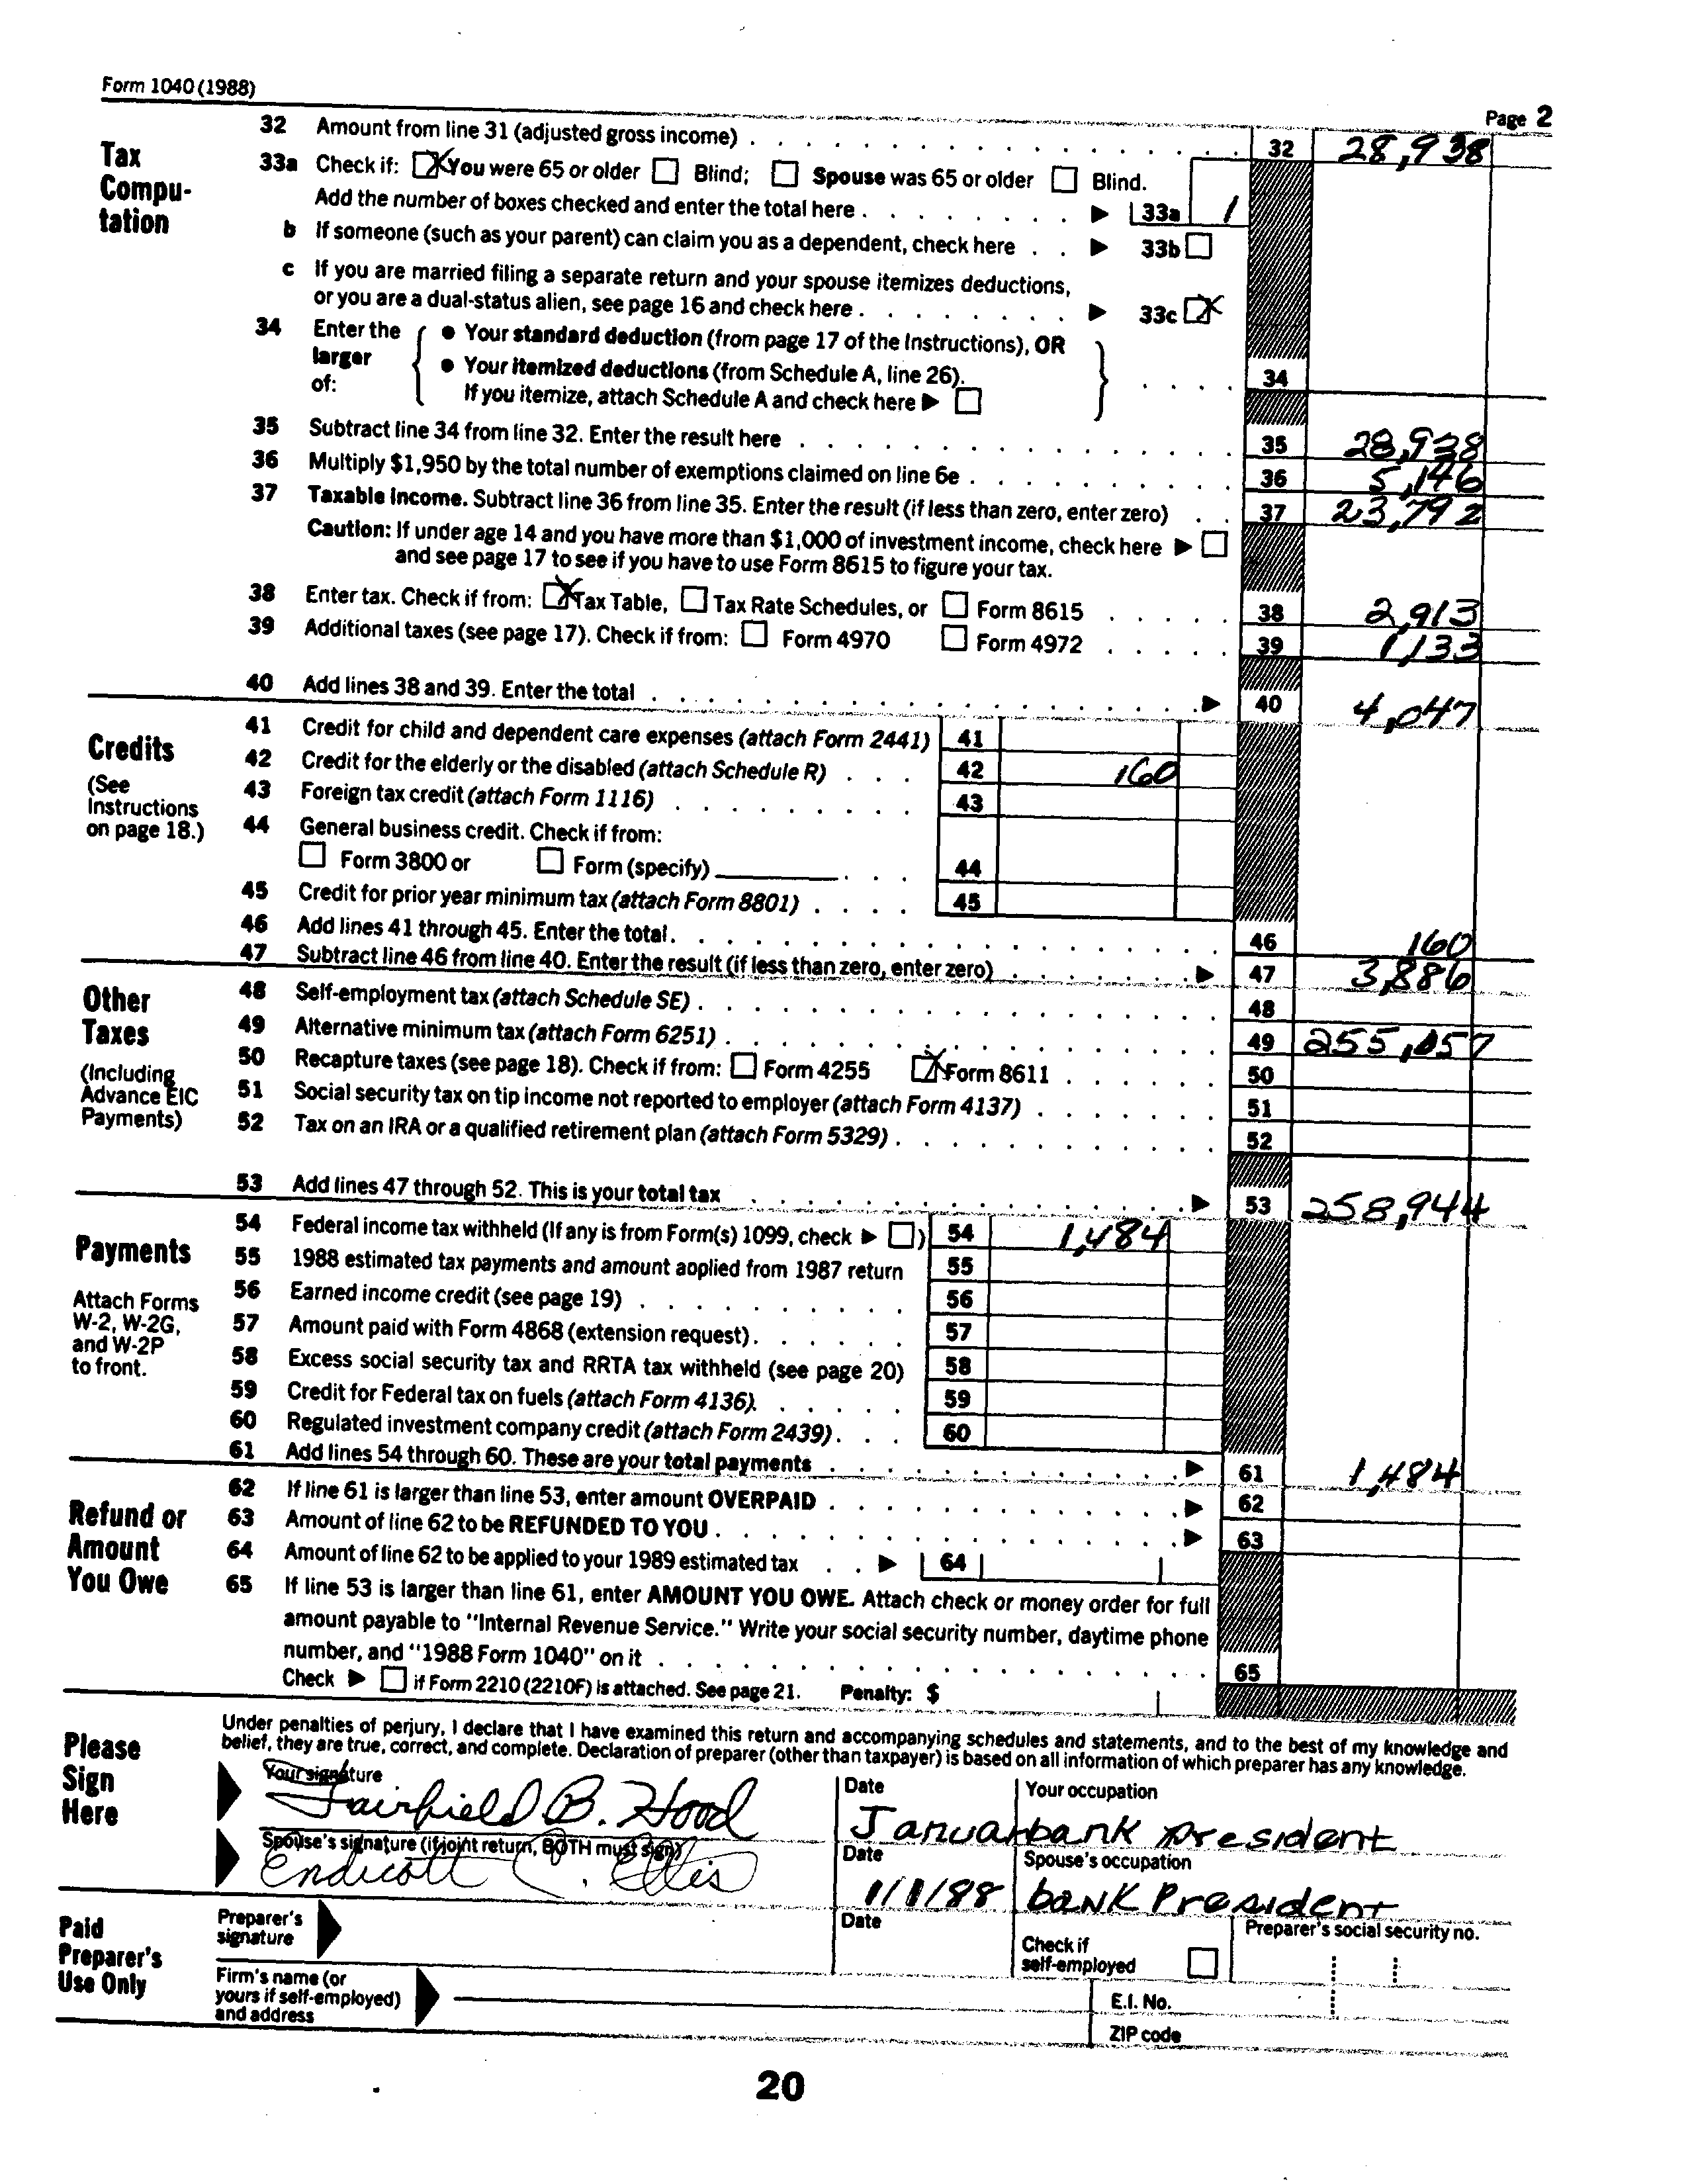 Form 1040 (1988)
Page 2
Tax Compu-tation
32 Amount from line 31 (adjusted gross income) 32 28,938
33a Check if: You were 65 or older Blind; Spouse was 65 or older Blind.
Add the number of boxes checked and enter the total here 33a 1
b If someone (such as your parent) can claim you as a dependent, check here 33b
c If you are married filing a separate return and your spouse itemizes deductions,
or you are a dual-status alien, see page 16 and check here 33c
34 Enter the larger of:
● Your standard deduction (from page 17 of the Instructions), OR
● Your itemized deductions (from Schedule A, line 26).
If you itemize, attach Schedule A and check here
34
35 Subtract line 34 from line 32. Enter the result here 35 28,938
36 Multiply $1,950 by the total number of exemptions claimed on line 6e 36 5,146
37 Taxable income. Subtract line 36 from line 35. Enter the result (if less than zero, enter zero) 37 23,792
Caution: If under age 14 and you have more than $1,000 of investment income, check here
and see page 17 to see if you have to use Form 8615 to figure your tax.
38 Enter tax. Check if from: Tax Table, Tax Rate Schedules, or Form 8615 38 2,913
39 Additional taxes (see page 17). Check if from: Form 4970 Form 4972 39 1,133
40 Add lines 38 and 39. Enter the total 40 4,047
Credits
(See Instructions on page 18.)
41 Credit for child and dependent care expenses (attach Form 2441) 41
42 Credit for the elderly or the disabled (attach Schedule R) 42 160
43 Foreign tax credit (attach Form 1116) 43
44 General business credit. Check if from:
Form 3800 or Form (specify) 44
45 Credit for prior year minimum tax (attach Form 8801) 45
46 Add lines 41 through 45. Enter the total 46 160
47 Subtract line 46 from line 40. Enter the result (if less than zero, enter zero) 47 3,886
Other Taxes
(Including Advance EIC Payments)
48 Self-employment tax (attach Schedule SE) 48
49 Alternative minimum tax (attach Form 6251) 49 255,057
50 Recapture taxes (see page 18). Check if from: Form 4255 Form 8611 50
51 Social security tax on tip income not reported to employer (attach Form 4137) 51
52 Tax on an IRA or a qualified retirement plan (attach Form 5329) 52
53 Add lines 47 through 52. This is your total tax 53 258,944
Payments
Attach Forms W-2, W-2G, and W-2P to front.
54 Federal income tax withheld (If any is from Form(s) 1099, check ) 54 1,484
55 1988 estimated tax payments and amount applied from 1987 return 55
56 Earned income credit (see page 19) 56
57 Amount paid with Form 4868 (extension request) 57
58 Excess social security tax and RRTA tax withheld (see page 20) 58
59 Credit for Federal tax on fuels (attach Form 4136) 59
60 Regulated investment company credit (attach Form 2439) 60
61 Add lines 54 through 60. These are your total payments 61 1,484
Refund or Amount You Owe
62 If line 61 is larger than line 53, enter amount OVERPAID 62
63 Amount of line 62 to be REFUNDED TO YOU 63
64 Amount of line 62 to be applied to your 1989 estimated tax 64
65 If line 53 is larger than line 61, enter AMOUNT YOU OWE. Attach check or money order for full
amount payable to "Internal Revenue Service." Write your social security number, daytime phone
number, and "1988 Form 1040" on it 65
Check if Form 2210 (2210F) is attached. See page 21. Penalty: $
Please Sign Here
Under penalties of perjury, I declare that I have examined this return and accompanying schedules and statements, and to the best of my knowledge and
belief, they are true, correct, and complete. Declaration of preparer (other than taxpayer) is based on all information of which preparer has any knowledge.
Your signature Date Your occupation
Fairfield B. Hood Januar bank president
Spouse's signature (if joint return, BOTH must sign) Date Spouse's occupation
Endicott C. Ellis 1/1/88 bank President
Paid Preparer's Use Only
Preparer's signature Date Check if self-employed Preparer's social security no.
Firm's name (or yours if self-employed) and address
E.I. No.
ZIP code
20